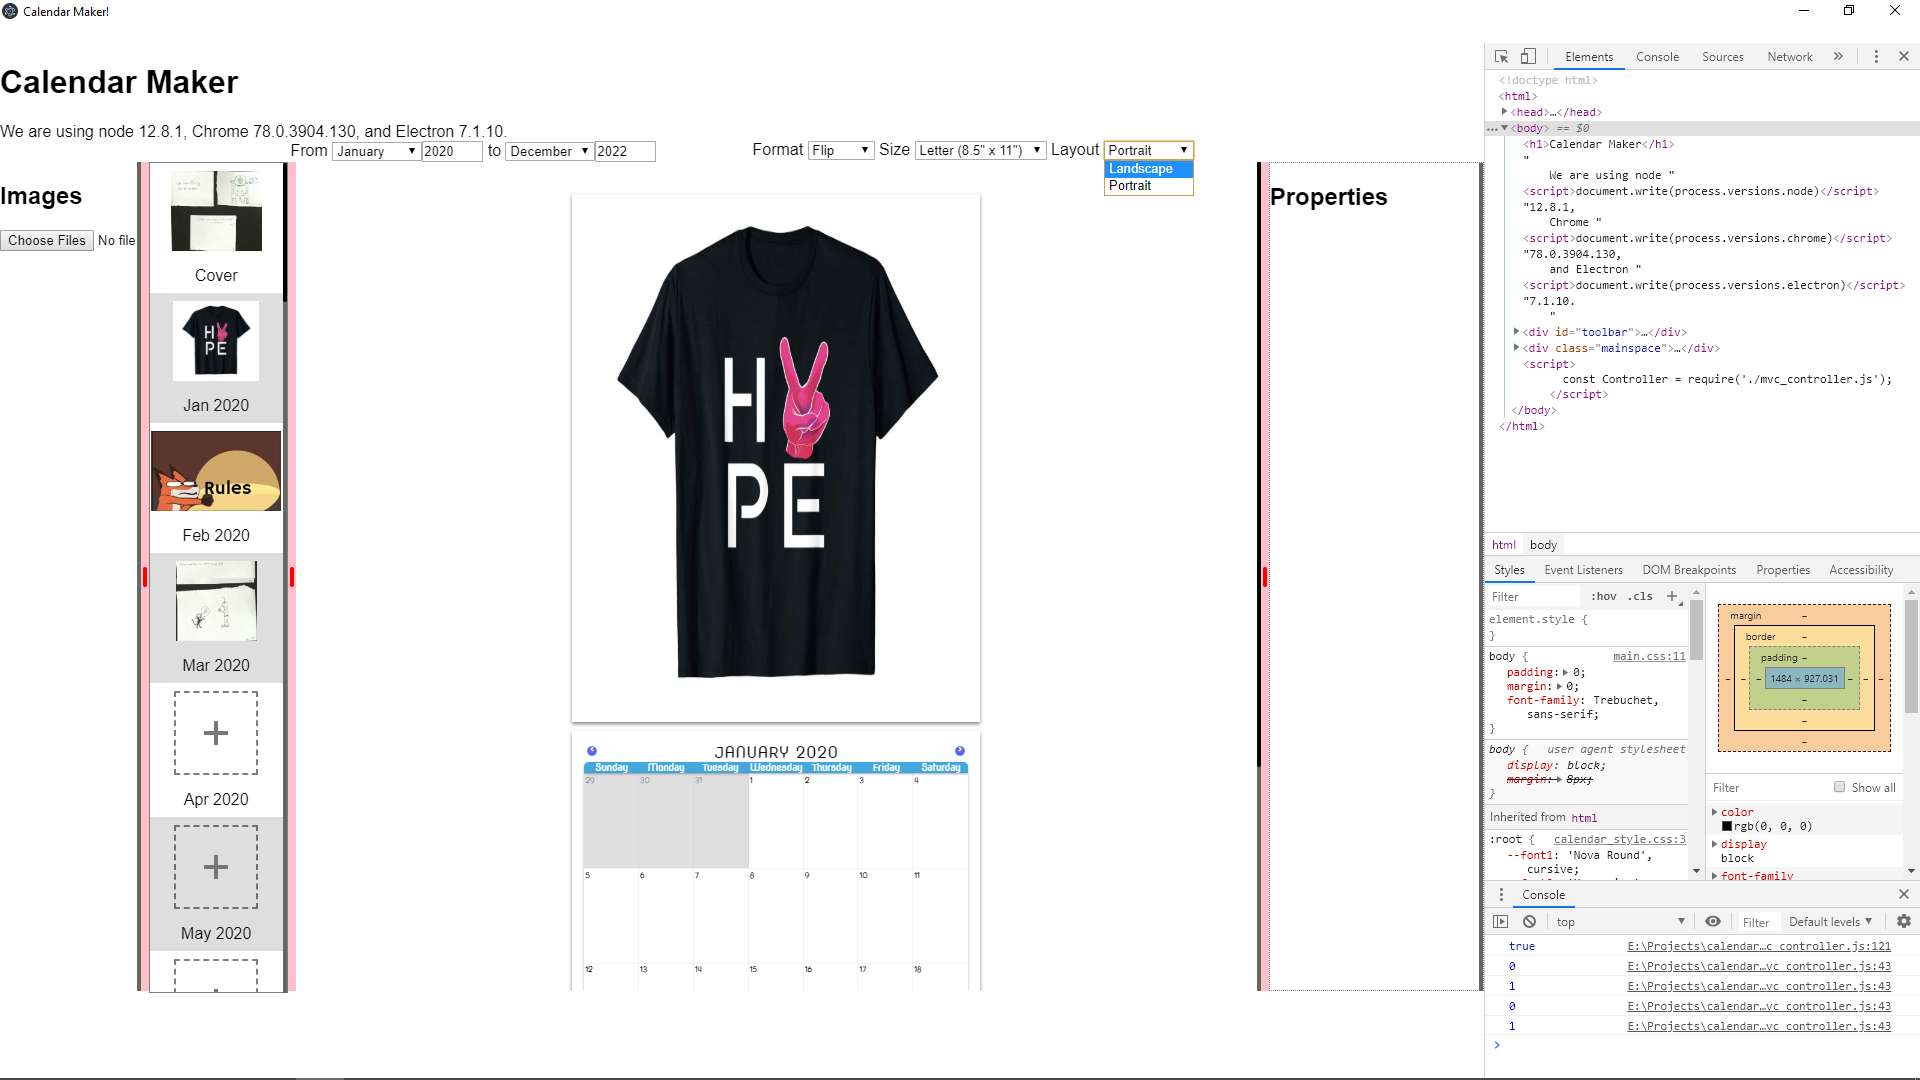 Calendar Maker!
Calendar Maker
We are using node 12.8.1, Chrome 78.0.3904.130, and Electron 7.1.10.
From January 2020 to December 2022 Format Flip Size Letter (8.5" x 11") Layout Portrait
Landscape
Portrait
Images
Choose Files No file
Cover
H
PE
Jan 2020
Rules
Feb 2020
Mar 2020
Apr 2020
May 2020
H
PE
JANUARY 2020
Sunday Monday Tuesday Wednesday Thursday Friday Saturday
29 30 31 1 2 3 4
5 6 7 8 9 10 11
12 13 14 15 16 17 18
Properties
Elements Console Sources Network »
<!doctype html>
<html>
<head>…</head>
<body> == $0
<h1>Calendar Maker</h1>
"
We are using node "
<script>document.write(process.versions.node)</script>
"12.8.1,
Chrome "
<script>document.write(process.versions.chrome)</script>
"78.0.3904.130,
and Electron "
<script>document.write(process.versions.electron)</script>
"7.1.10.
"
<div id="toolbar">…</div>
<div class="mainspace">…</div>
<script>
const Controller = require('./mvc_controller.js');
</script>
</body>
</html>
html body
Styles Event Listeners DOM Breakpoints Properties Accessibility
Filter :hov .cls +
element.style {
}
body { main.css:11
padding: 0;
margin: 0;
font-family: Trebuchet,
sans-serif;
}
body { user agent stylesheet
display: block;
margin: 8px;
}
Inherited from html
:root { calendar_style.css:3
--font1: 'Nova Round',
cursive;
margin –
border –
padding –
1484 × 927.031
Filter Show all
color
rgb(0, 0, 0)
display
block
font-family
Console
top Filter Default levels
true E:\Projects\calendar…c_controller.js:121
0 E:\Projects\calendar…vc_controller.js:43
1 E:\Projects\calendar…vc_controller.js:43
0 E:\Projects\calendar…vc_controller.js:43
1 E:\Projects\calendar…vc_controller.js:43
>